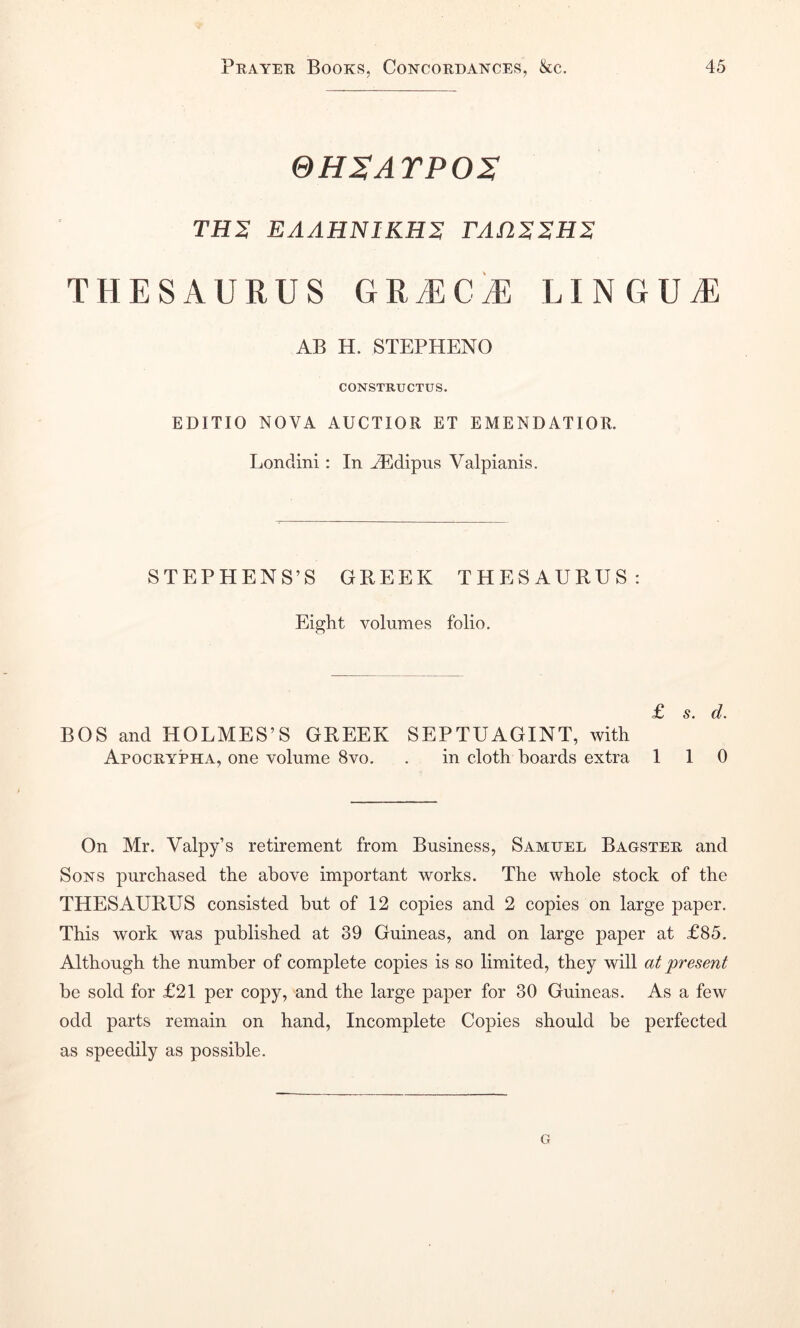 PRAYER BOOKS, CONCORDANCES, &c. 45
ΘΗΣΑΥΡΟΣ
ΤΗΣ ΕΛΛΗΝΙΚΗΣ ΓΛΩΣΣΗΣ
THESAURUS GRÆCÆ LINGUÆ
AB H. STEPHENO
CONSTRUCTUS.
EDITIO NOVA AUCTIOR ET EMENDATIOR.
Londini : In Ædipus Valpianis.
STEPHENS’S GREEK THESAURUS :
Eight volumes folio.
£ s. d.
BOS and HOLMES’S GREEK SEPTUAGINT, with
APOCRYPHA, one volume 8vo. . in cloth boards extra 1 1 0
On Mr. Valpy’s retirement from Business, SAMUEL BAGSTER and
SONS purchased the above important works. The whole stock of the
THESAURUS consisted but of 12 copies and 2 copies on large paper.
This work was published at 39 Guineas, and on large paper at £85.
Although the number of complete copies is so limited, they will at present
be sold for £21 per copy, and the large paper for 30 Guineas. As a few
odd parts remain on hand, Incomplete Copies should be perfected
as speedily as possible.
G